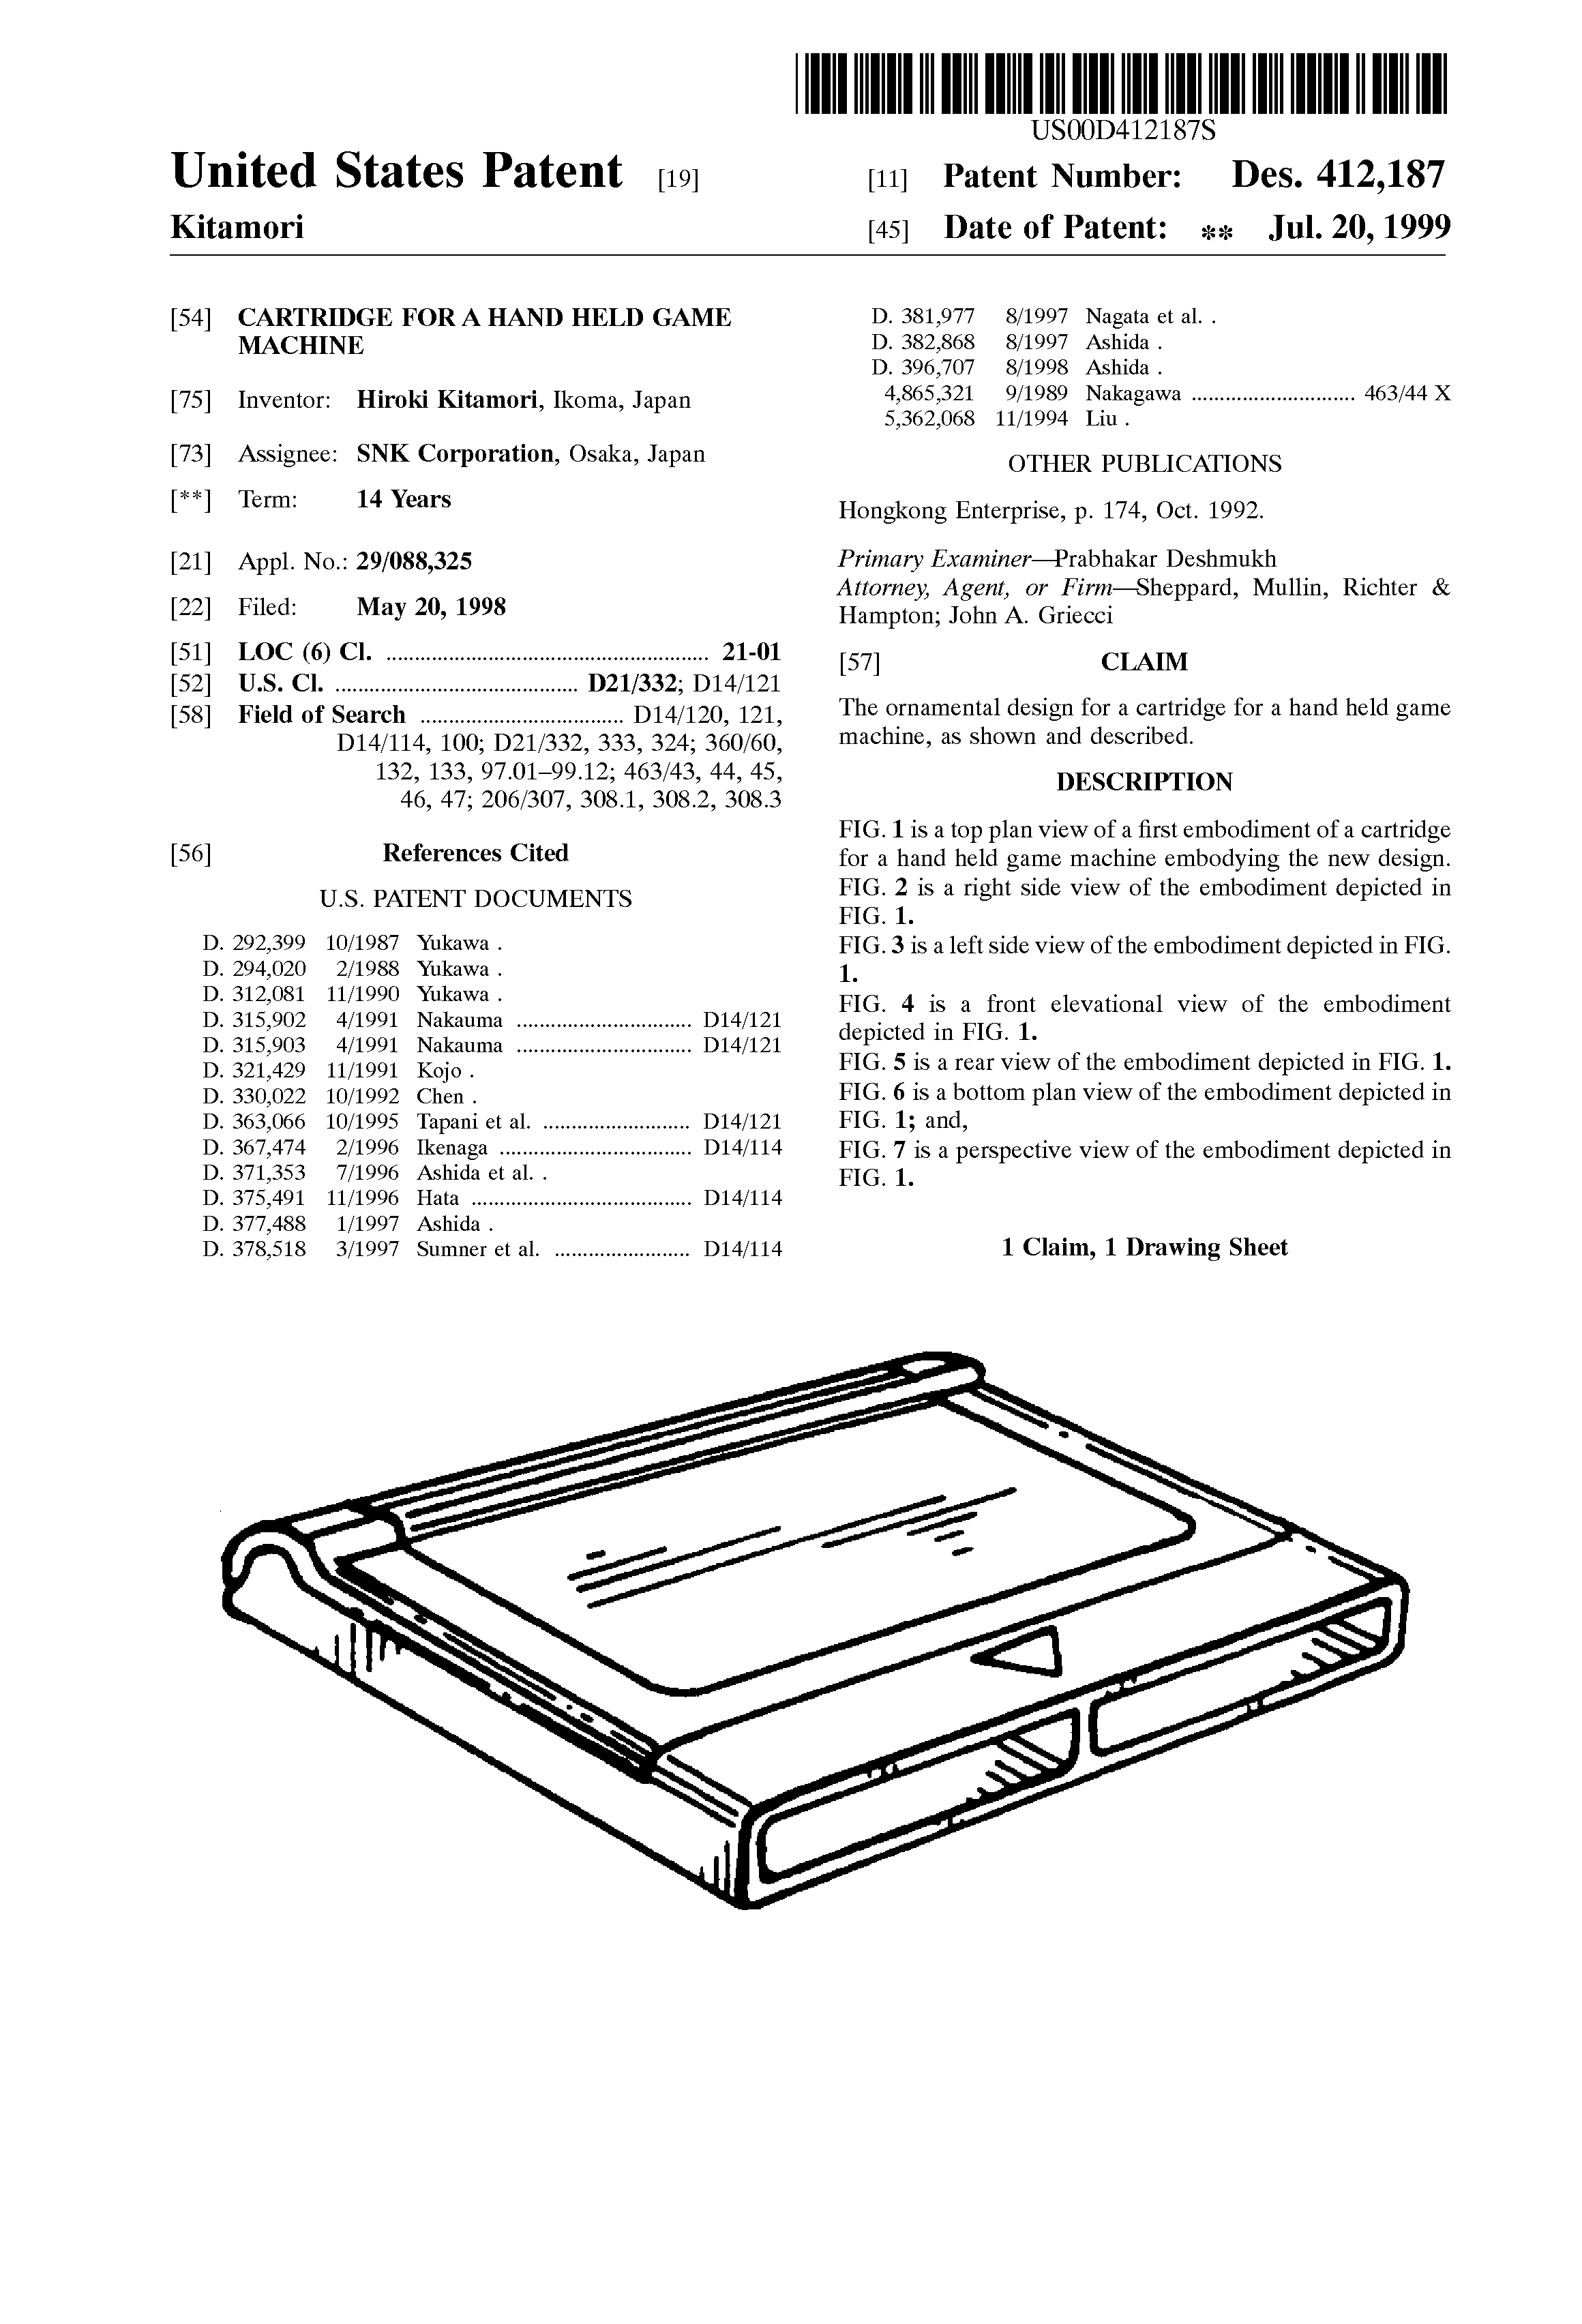 US00D412187S
United States Patent [19]
Kitamori
[11] Patent Number: Des. 412,187
[45] Date of Patent: ** Jul. 20, 1999
[54] CARTRIDGE FOR A HAND HELD GAME
MACHINE
[75] Inventor: Hiroki Kitamori, Ikoma, Japan
[73] Assignee: SNK Corporation, Osaka, Japan
[**] Term: 14 Years
[21] Appl. No.: 29/088,325
[22] Filed: May 20, 1998
[51] LOC (6) Cl. ......................................................... 21-01
[52] U.S. Cl. ........................................... D21/332; D14/121
[58] Field of Search .................................... D14/120, 121,
D14/114, 100; D21/332, 333, 324; 360/60,
132, 133, 97.01–99.12; 463/43, 44, 45,
46, 47; 206/307, 308.1, 308.2, 308.3
[56] References Cited
U.S. PATENT DOCUMENTS
D. 292,399 10/1987 Yukawa .
D. 294,020 2/1988 Yukawa .
D. 312,081 11/1990 Yukawa .
D. 315,902 4/1991 Nakauma ............................... D14/121
D. 315,903 4/1991 Nakauma ............................... D14/121
D. 321,429 11/1991 Kojo .
D. 330,022 10/1992 Chen .
D. 363,066 10/1995 Tapani et al. .......................... D14/121
D. 367,474 2/1996 Ikenaga .................................. D14/114
D. 371,353 7/1996 Ashida et al. .
D. 375,491 11/1996 Hata ....................................... D14/114
D. 377,488 1/1997 Ashida .
D. 378,518 3/1997 Sumner et al. ........................ D14/114
D. 381,977 8/1997 Nagata et al. .
D. 382,868 8/1997 Ashida .
D. 396,707 8/1998 Ashida .
4,865,321 9/1989 Nakagawa ............................. 463/44 X
5,362,068 11/1994 Liu .
OTHER PUBLICATIONS
Hongkong Enterprise, p. 174, Oct. 1992.
Primary Examiner—Prabhakar Deshmukh
Attorney, Agent, or Firm—Sheppard, Mullin, Richter &
Hampton; John A. Griecci
[57] CLAIM
The ornamental design for a cartridge for a hand held game
machine, as shown and described.
DESCRIPTION
FIG. 1 is a top plan view of a first embodiment of a cartridge
for a hand held game machine embodying the new design.
FIG. 2 is a right side view of the embodiment depicted in
FIG. 1.
FIG. 3 is a left side view of the embodiment depicted in FIG.
1.
FIG. 4 is a front elevational view of the embodiment
depicted in FIG. 1.
FIG. 5 is a rear view of the embodiment depicted in FIG. 1.
FIG. 6 is a bottom plan view of the embodiment depicted in
FIG. 1; and,
FIG. 7 is a perspective view of the embodiment depicted in
FIG. 1.
1 Claim, 1 Drawing Sheet